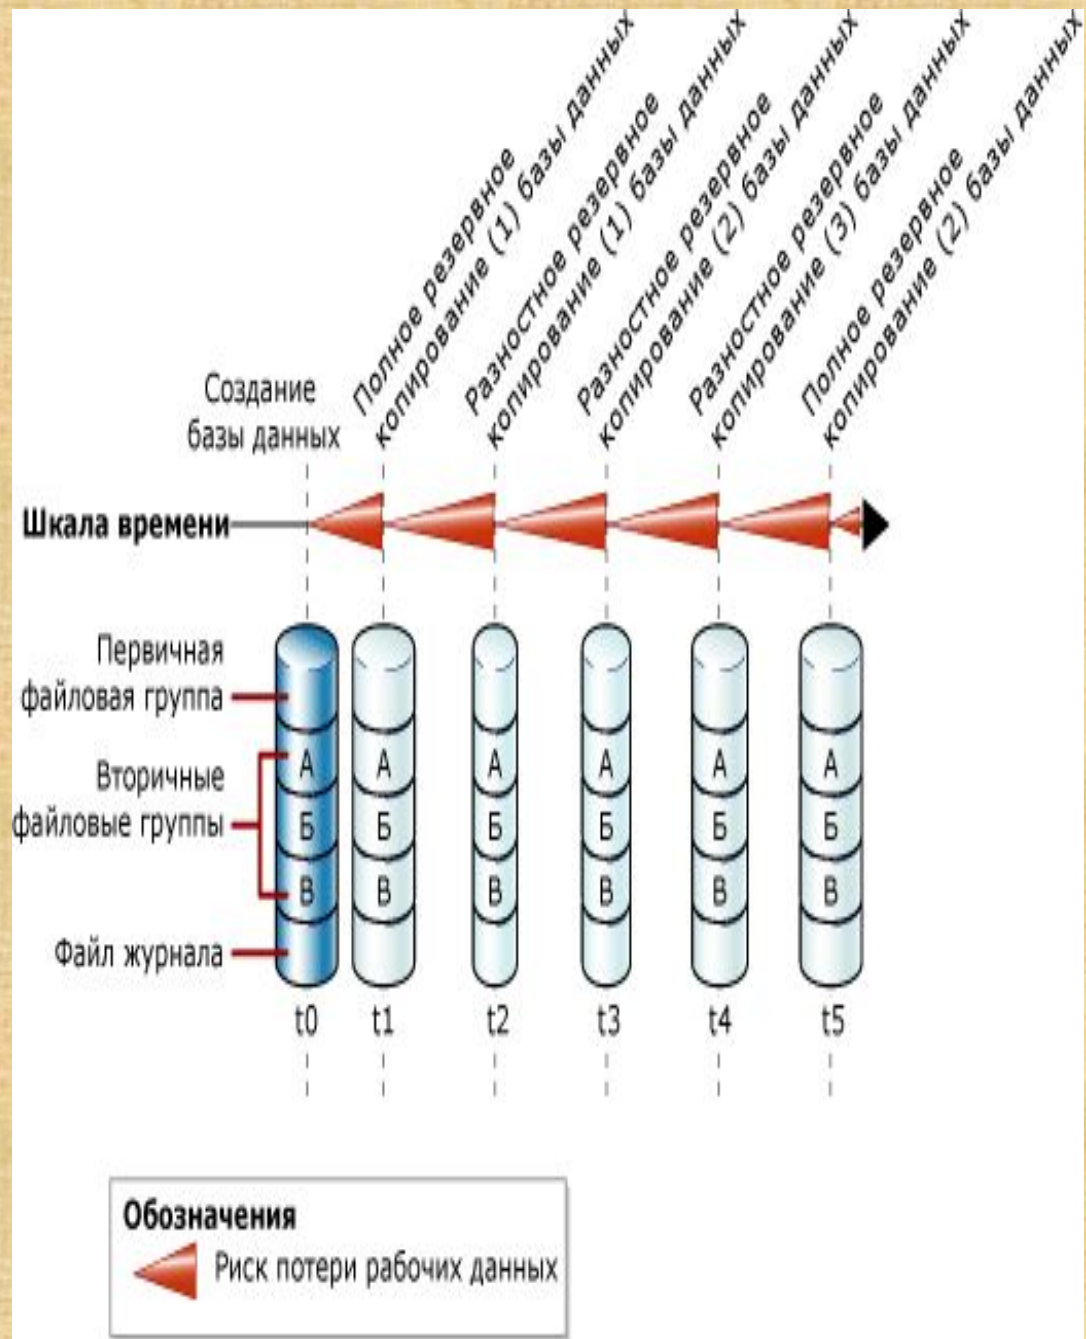 Полное резервное
копирование (1) базы данных
Разностное резервное
копирование (1) базы данных
Разностное резервное
копирование (2) базы данных
Разностное резервное
копирование (3) базы данных
Полное резервное
копирование (2) базы данных
Создание
базы данных
Шкала времени
Первичная
файловая группа
Вторичные
файловые группы
Файл журнала
А А А А А А
Б Б Б Б Б Б
В В В В В В
t0 t1 t2 t3 t4 t5
Обозначения
Риск потери рабочих данных